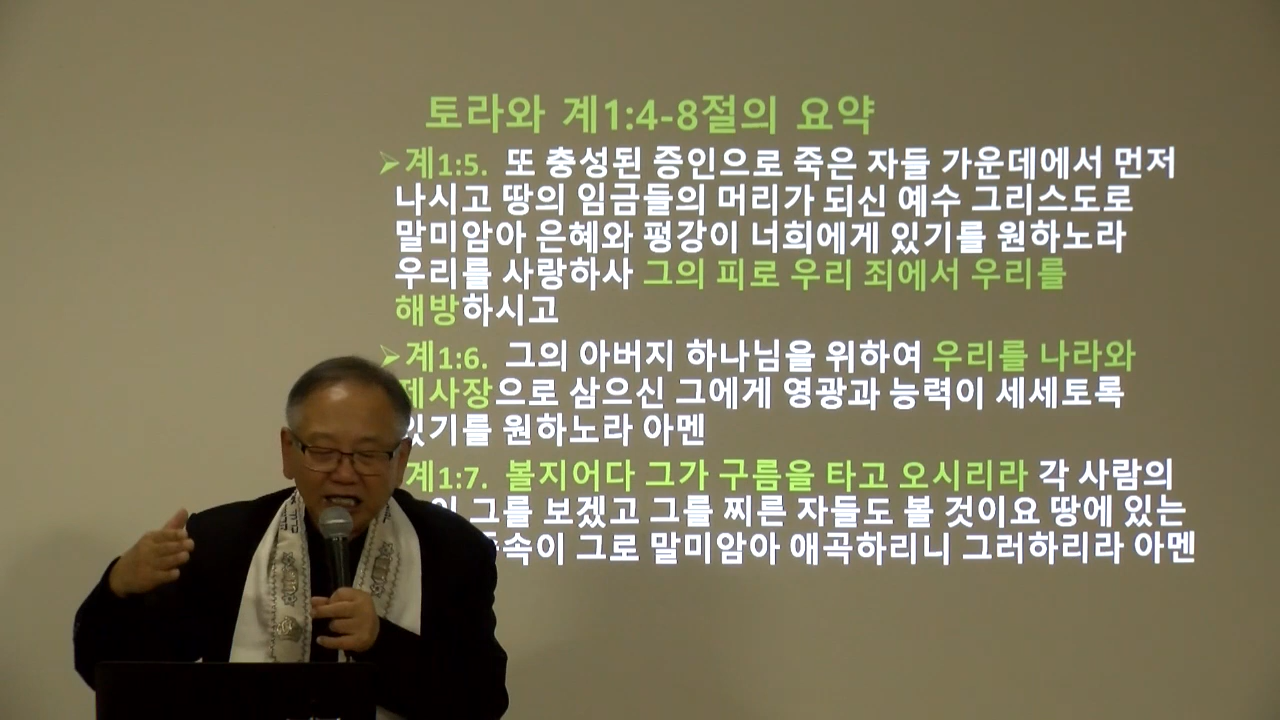 토라와 계1:4-8절의 요약
➢계1:5. 또 충성된 증인으로 죽은 자들 가운데에서 먼저
나시고 땅의 임금들의 머리가 되신 예수 그리스도로
말미암아 은혜와 평강이 너희에게 있기를 원하노라
우리를 사랑하사 그의 피로 우리 죄에서 우리를
해방하시고
➢계1:6. 그의 아버지 하나님을 위하여 우리를 나라와
제사장으로 삼으신 그에게 영광과 능력이 세세토록
있기를 원하노라 아멘
계1:7. 볼지어다 그가 구름을 타고 오시리라 각 사람의
그를 보겠고 그를 찌른 자들도 볼 것이요 땅에 있는
그로 말미암아 애곡하리니 그러하리라 아멘